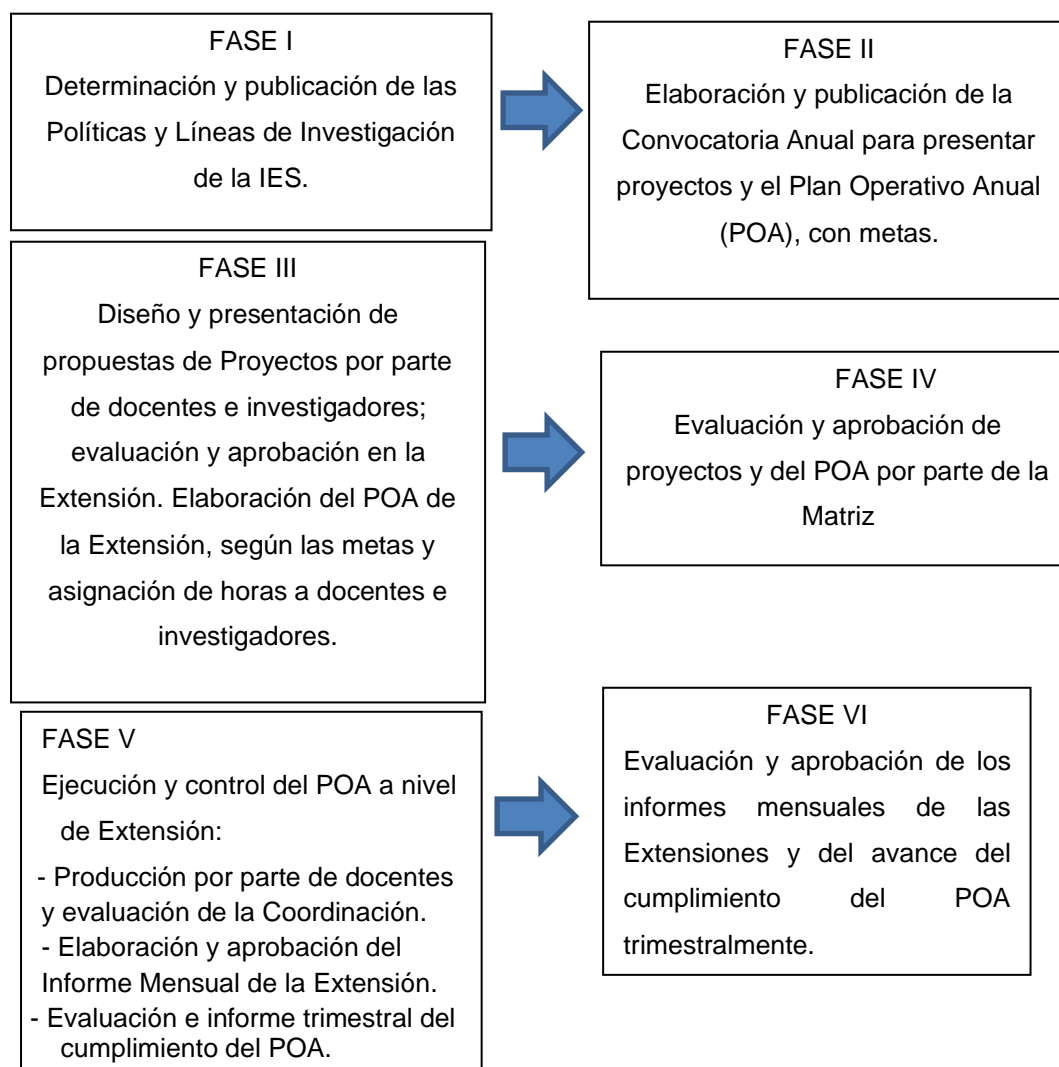 FASE I
Determinación y publicación de las
Políticas y Líneas de Investigación
de la IES.
FASE II
Elaboración y publicación de la
Convocatoria Anual para presentar
proyectos y el Plan Operativo Anual
(POA), con metas.
FASE III
Diseño y presentación de
propuestas de Proyectos por parte
de docentes e investigadores;
evaluación y aprobación en la
Extensión. Elaboración del POA de
la Extensión, según las metas y
asignación de horas a docentes e
investigadores.
FASE IV
Evaluación y aprobación de
proyectos y del POA por parte de la
Matriz
FASE V
Ejecución y control del POA a nivel
de Extensión:
- Producción por parte de docentes
y evaluación de la Coordinación.
- Elaboración y aprobación del
Informe Mensual de la Extensión.
- Evaluación e informe trimestral del
cumplimiento del POA.
FASE VI
Evaluación y aprobación de los
informes mensuales de las
Extensiones y del avance del
cumplimiento del POA
trimestralmente.